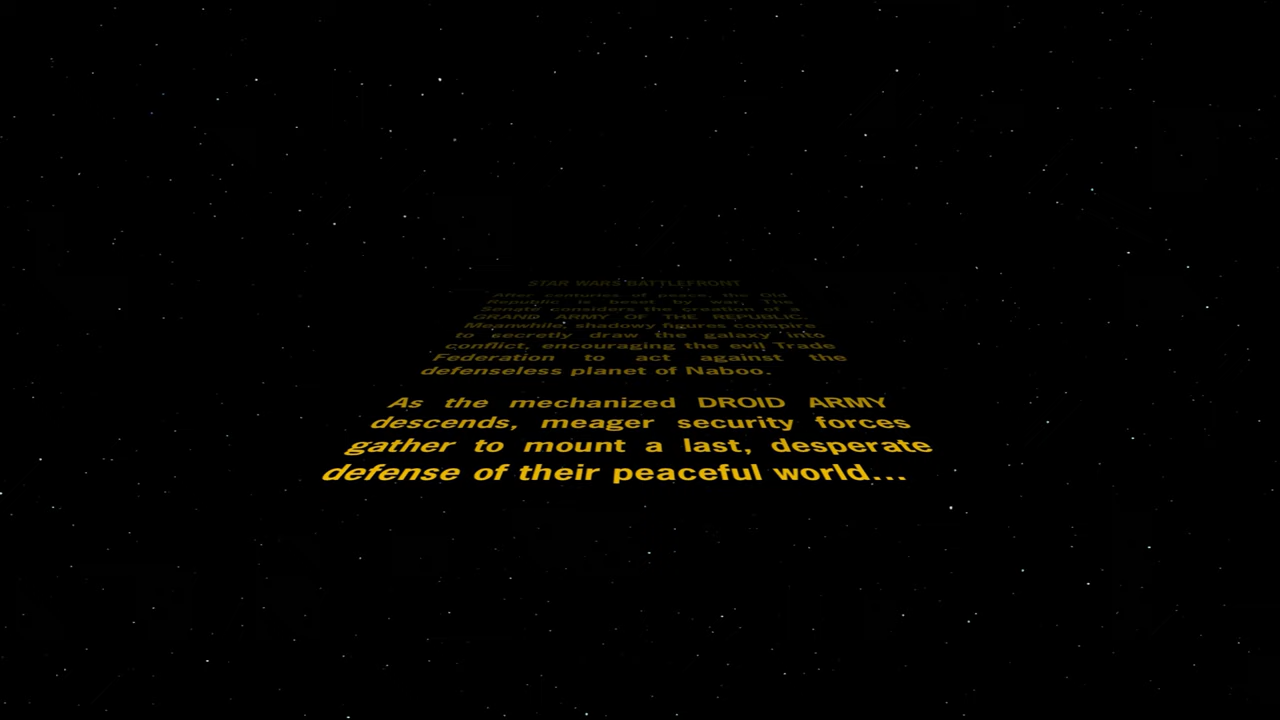 STAR WARS BATTLEFRONT
After centuries of peace, the Old
Republic is beset by war. The
Senate considers the creation of a
GRAND ARMY OF THE REPUBLIC.
Meanwhile, shadowy figures conspire
to secretly draw the galaxy into
conflict, encouraging the evil Trade
Federation to act against the
defenseless planet of Naboo.
As the mechanized DROID ARMY
descends, meager security forces
gather to mount a last, desperate
defense of their peaceful world...